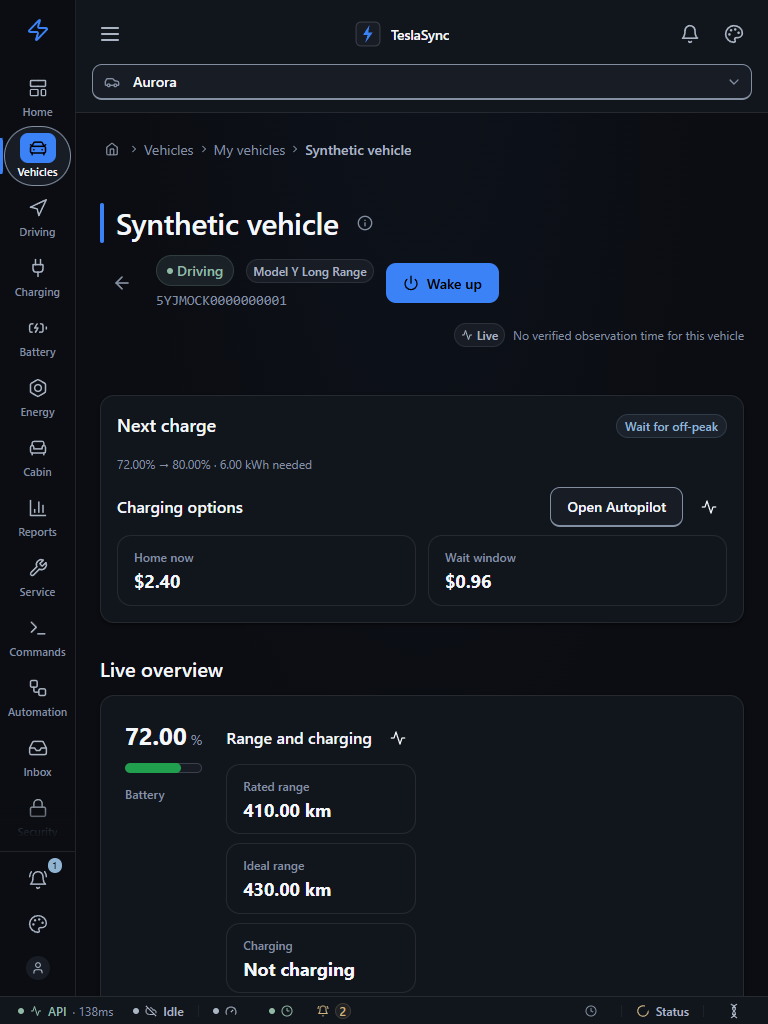 TeslaSync
Aurora
Home
Vehicles
Driving
Charging
Battery
Energy
Cabin
Reports
Service
Commands
Automation
Inbox
Security
1
Vehicles > My vehicles > Synthetic vehicle
Synthetic vehicle
Driving
Model Y Long Range
Wake up
5YJMOCK0000000001
Live
No verified observation time for this vehicle
Next charge
Wait for off-peak
72.00% → 80.00% · 6.00 kWh needed
Charging options
Open Autopilot
Home now
$2.40
Wait window
$0.96
Live overview
72.00 %
Battery
Range and charging
Rated range
410.00 km
Ideal range
430.00 km
Charging
Not charging
API · 138ms
Idle
2
Status